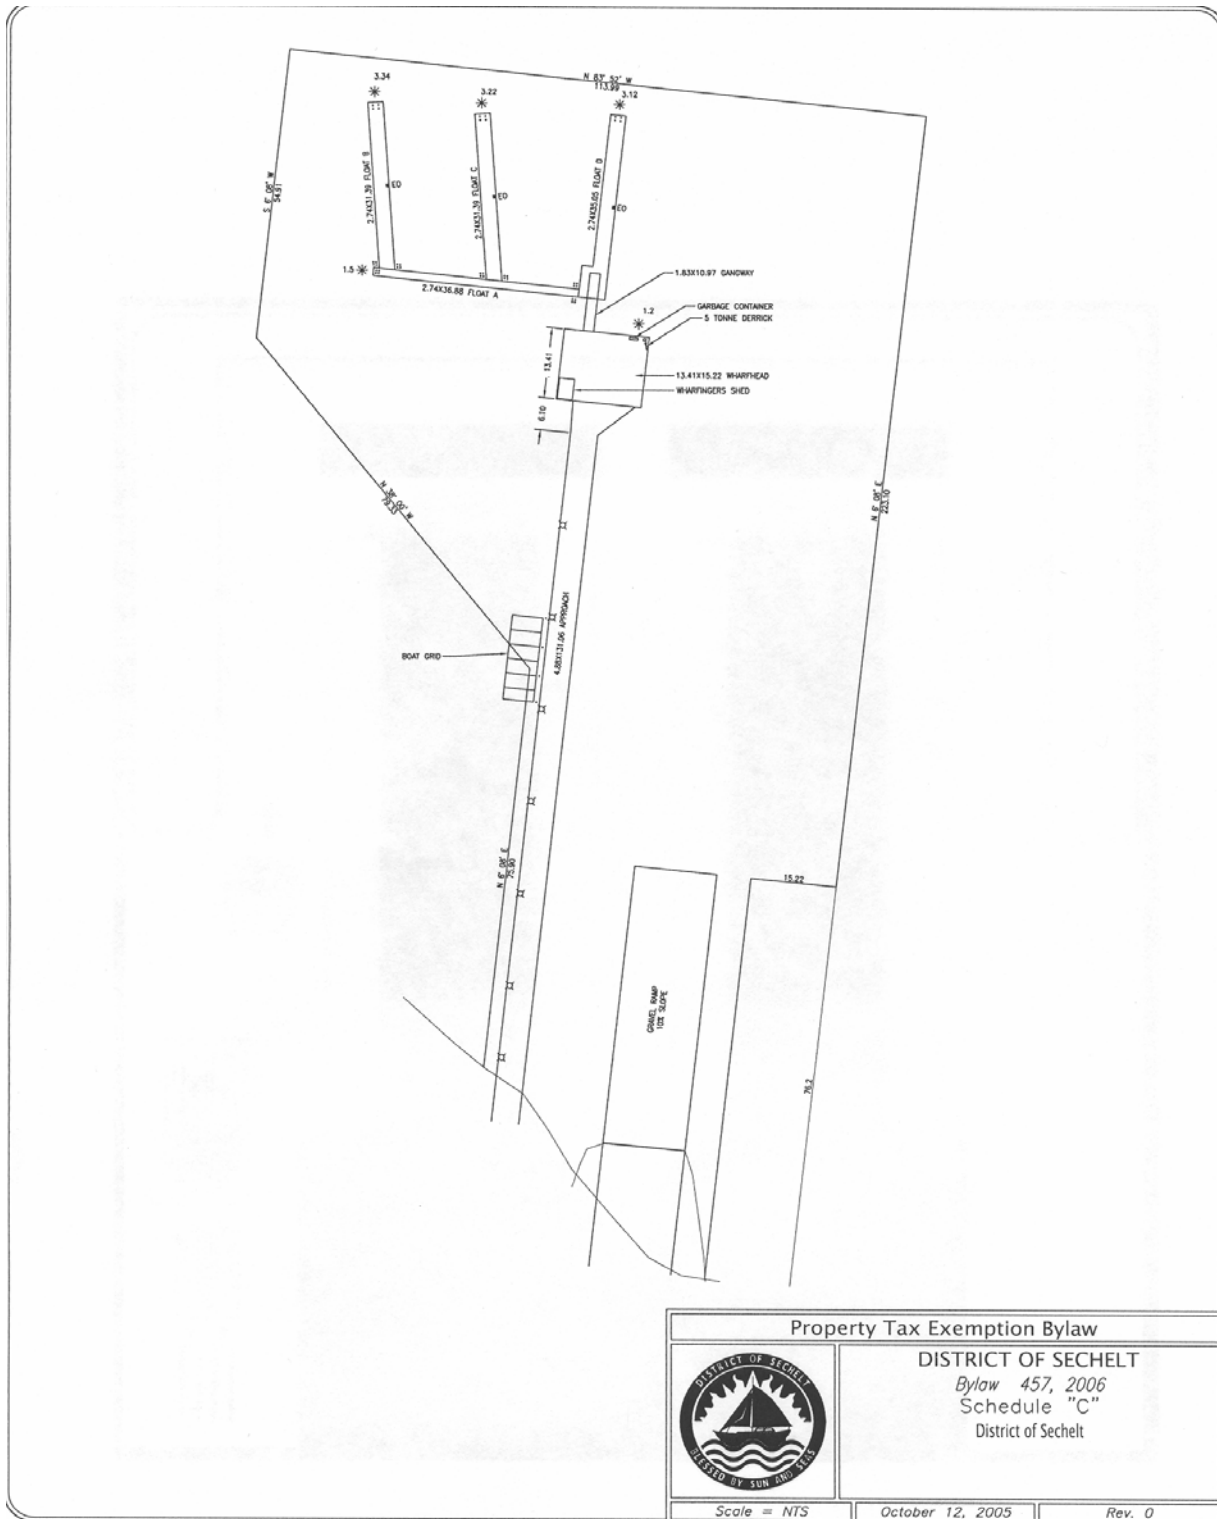 N 83° 52' W
113.99
3.34
3.22
3.12
S 6° 08' W
54.91
2.74X31.39 FLOAT B
EO
2.74X31.39 FLOAT C
EO
2.74X35.05 FLOAT D
EO
1.5
2.74X36.88 FLOAT A
1.83X10.97 GANGWAY
GARBAGE CONTAINER
1.2
5 TONNE DERRICK
13.41
13.41X15.22 WHARFHEAD
WHARFINGERS SHED
6.10
N 38° 00' W
79.33
N 6° 08' E
223.10
4.88X131.06 APPROACH
BOAT GRID
N 6° 08' E
75.90
15.22
GRAVEL RAMP
10% SLOPE
76.2
Property Tax Exemption Bylaw
DISTRICT OF SECHELT
BLESSED BY SUN AND SEAS
DISTRICT OF SECHELT
Bylaw 457, 2006
Schedule "C"
District of Sechelt
Scale = NTS
October 12, 2005
Rev. 0